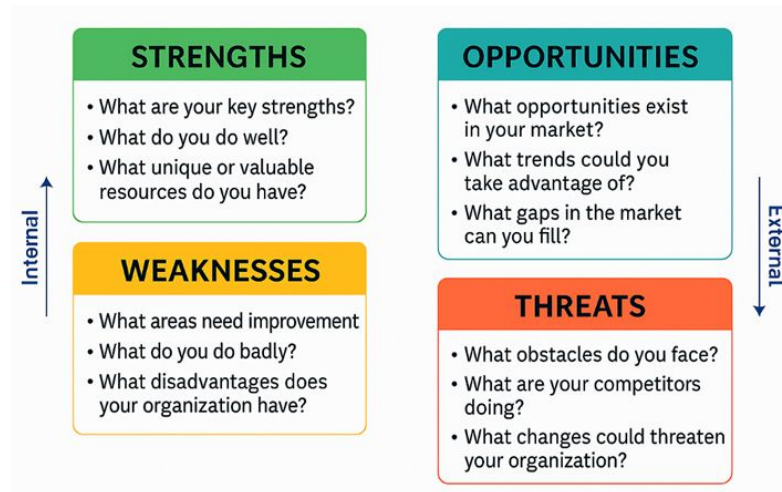 STRENGTHS
• What are your key strengths?
• What do you do well?
• What unique or valuable
resources do you have?
Internal
WEAKNESSES
• What areas need improvement
• What do you do badly?
• What disadvantages does
your organization have?
OPPORTUNITIES
• What opportunities exist
in your market?
• What trends could you
take advantage of?
• What gaps in the market
can you fill?
External
THREATS
• What obstacles do you face?
• What are your competitors
doing?
• What changes could threaten
your organization?